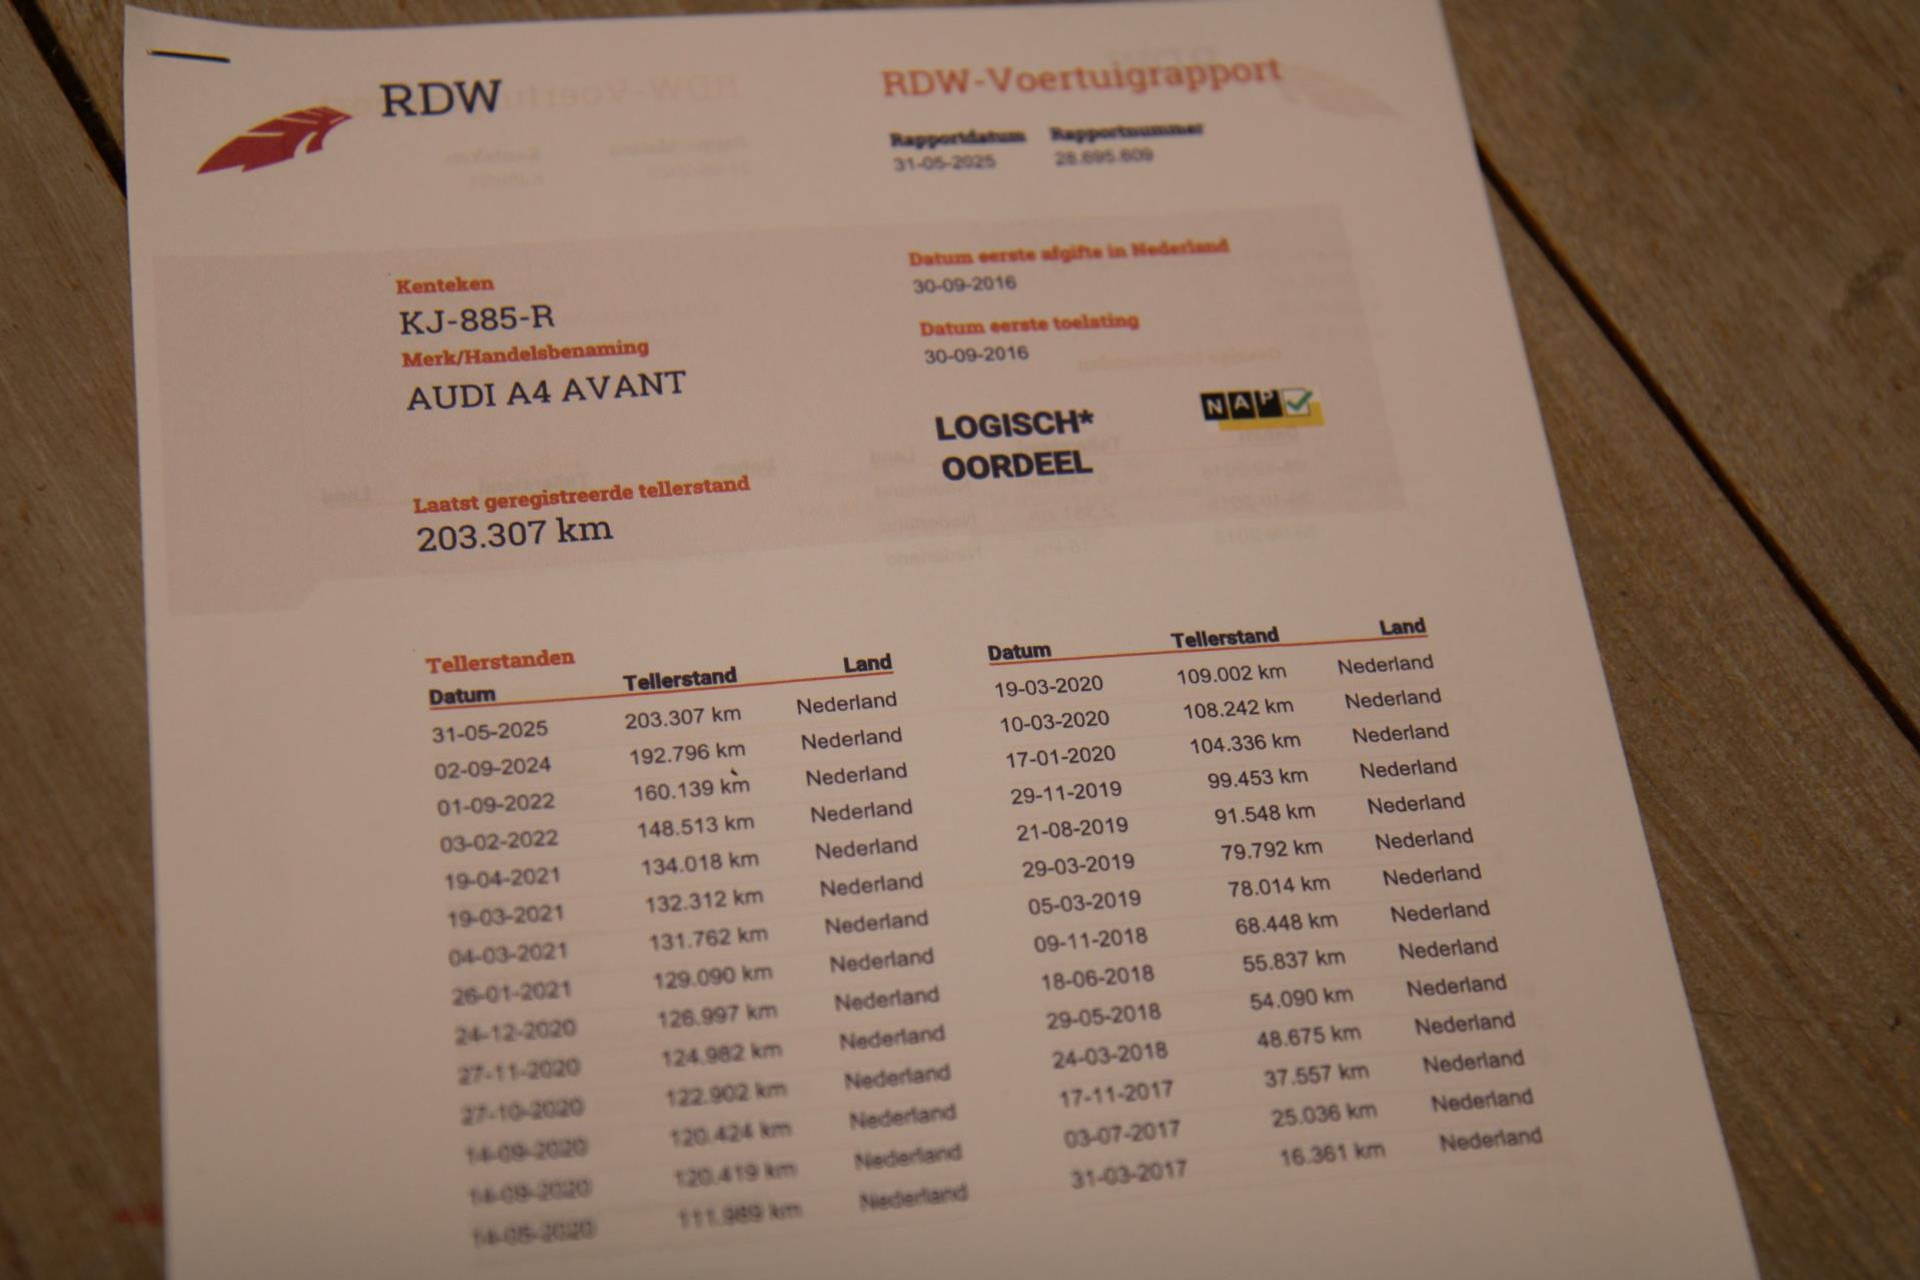 RDW
RDW-Voertuigrapport
Rapportdatum Rapportnummer
31-05-2025 28.695.609
Kenteken
KJ-885-R
Merk/Handelsbenaming
AUDI A4 AVANT
Laatst geregistreerde tellerstand
203.307 km
Datum eerste afgifte in Nederland
30-09-2016
Datum eerste toelating
30-09-2016
LOGISCH*
OORDEEL
NAP
Tellerstanden
Datum Tellerstand Land
31-05-2025 203.307 km Nederland
02-09-2024 192.796 km Nederland
01-09-2022 160.139 km Nederland
03-02-2022 148.513 km Nederland
19-04-2021 134.018 km Nederland
19-03-2021 132.312 km Nederland
04-03-2021 131.762 km Nederland
26-01-2021 129.090 km Nederland
24-12-2020 126.997 km Nederland
27-11-2020 124.982 km Nederland
27-10-2020 122.902 km Nederland
14-09-2020 120.424 km Nederland
14-09-2020 120.419 km Nederland
14-05-2020 111.989 km Nederland
Datum Tellerstand Land
19-03-2020 109.002 km Nederland
10-03-2020 108.242 km Nederland
17-01-2020 104.336 km Nederland
29-11-2019 99.453 km Nederland
21-08-2019 91.548 km Nederland
29-03-2019 79.792 km Nederland
05-03-2019 78.014 km Nederland
09-11-2018 68.448 km Nederland
18-06-2018 55.837 km Nederland
29-05-2018 54.090 km Nederland
24-03-2018 48.675 km Nederland
17-11-2017 37.557 km Nederland
03-07-2017 25.036 km Nederland
31-03-2017 16.361 km Nederland